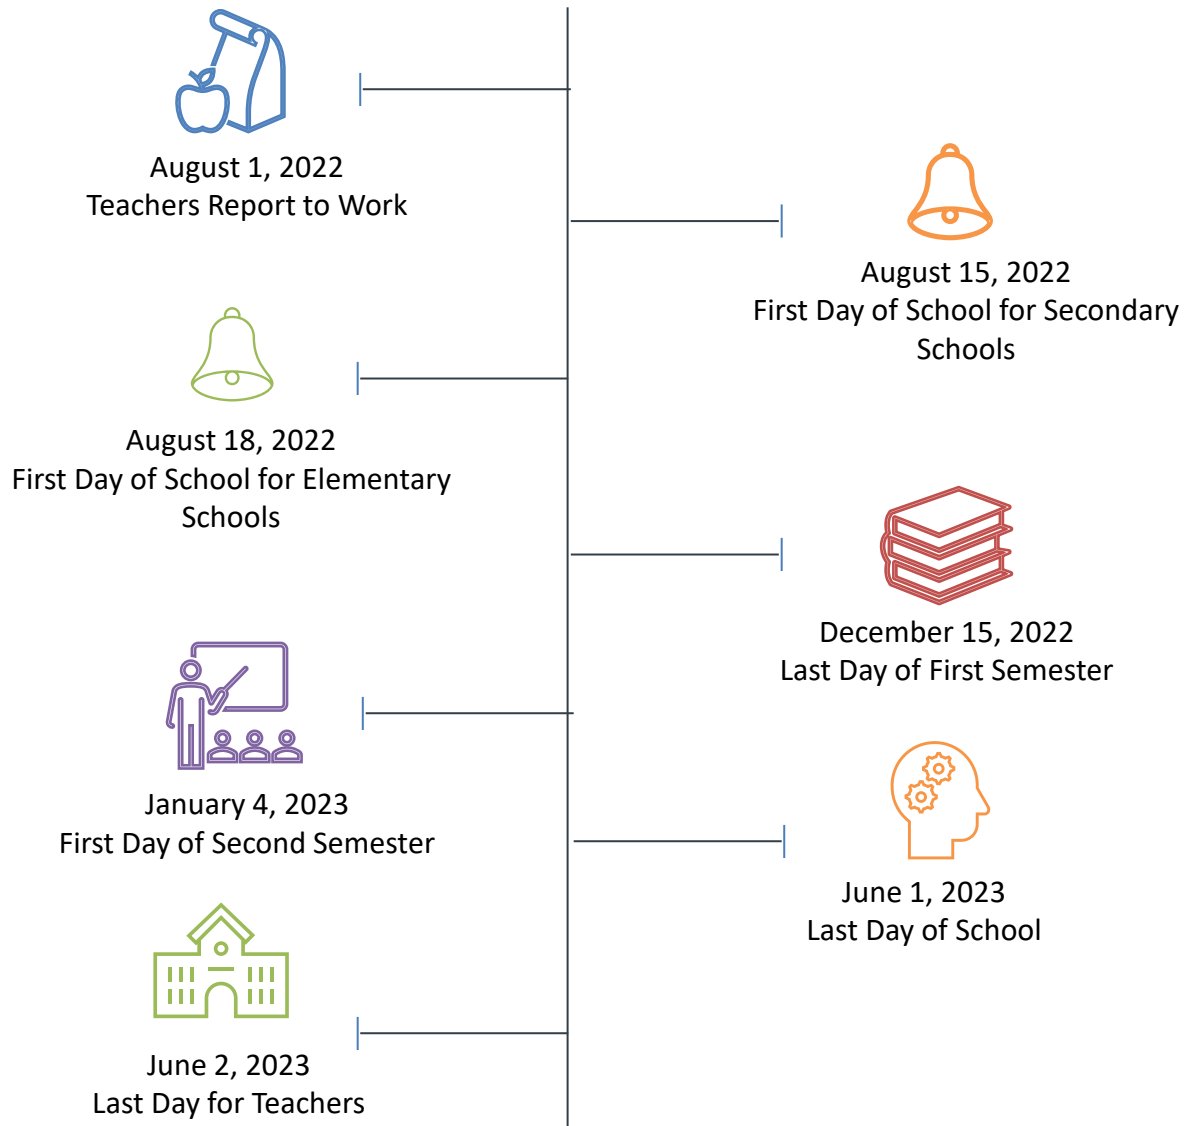 August 1, 2022
Teachers Report to Work
August 15, 2022
First Day of School for Secondary
Schools
August 18, 2022
First Day of School for Elementary
Schools
December 15, 2022
Last Day of First Semester
January 4, 2023
First Day of Second Semester
June 1, 2023
Last Day of School
June 2, 2023
Last Day for Teachers